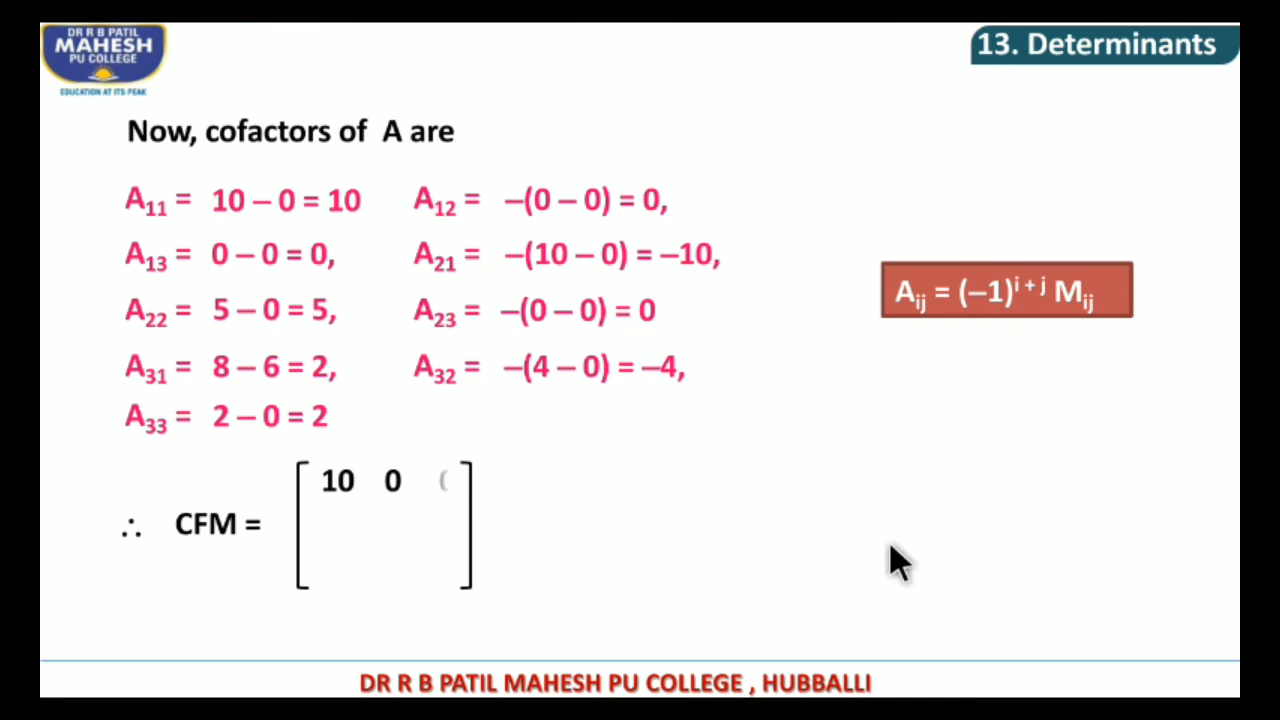 DR R B PATIL
MAHESH
PU COLLEGE
EDUCATION AT ITS PEAK
13. Determinants
Now, cofactors of A are
A₁₁ = 10 – 0 = 10 A₁₂ = –(0 – 0) = 0,
A₁₃ = 0 – 0 = 0, A₂₁ = –(10 – 0) = –10,
A₂₂ = 5 – 0 = 5, A₂₃ = –(0 – 0) = 0
A₃₁ = 8 – 6 = 2, A₃₂ = –(4 – 0) = –4,
A₃₃ = 2 – 0 = 2
Aᵢⱼ = (–1)ⁱ⁺ʲ Mᵢⱼ
10 0
∴ CFM =
DR R B PATIL MAHESH PU COLLEGE , HUBBALLI